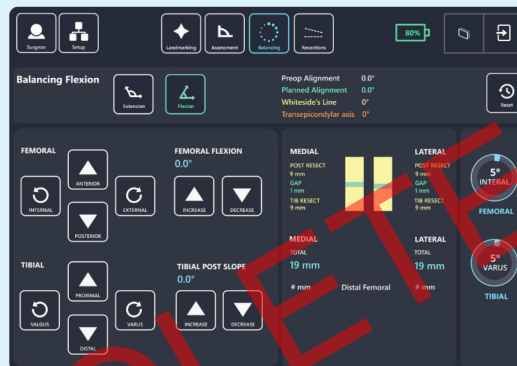 Surgeon
Setup
Landmarking
Assessment
Balancing
Resections
80%
Balancing Flexion
Extension
Flexion
Preop Alignment 0.0°
Planned Alignment 0.0°
Whiteside's Line 0°
Transepicondylar axis 0°
Reset
FEMORAL
ANTERIOR
INTERNAL
EXTERNAL
POSTERIOR
FEMORAL FLEXION
0.0°
INCREASE
DECREASE
TIBIAL
PROXIMAL
VALGUS
VARUS
DISTAL
TIBIAL POST SLOPE
0.0°
INCREASE
DECREASE
MEDIAL
POST RESECT
9 mm
GAP
1 mm
TIB RESECT
9 mm
LATERAL
POST RESECT
9 mm
GAP
1 mm
TIB RESECT
9 mm
MEDIAL
TOTAL
19 mm
# mm
Distal Femoral
LATERAL
TOTAL
19 mm
# mm
5°
INTERAL
FEMORAL
5°
VARUS
TIBIAL